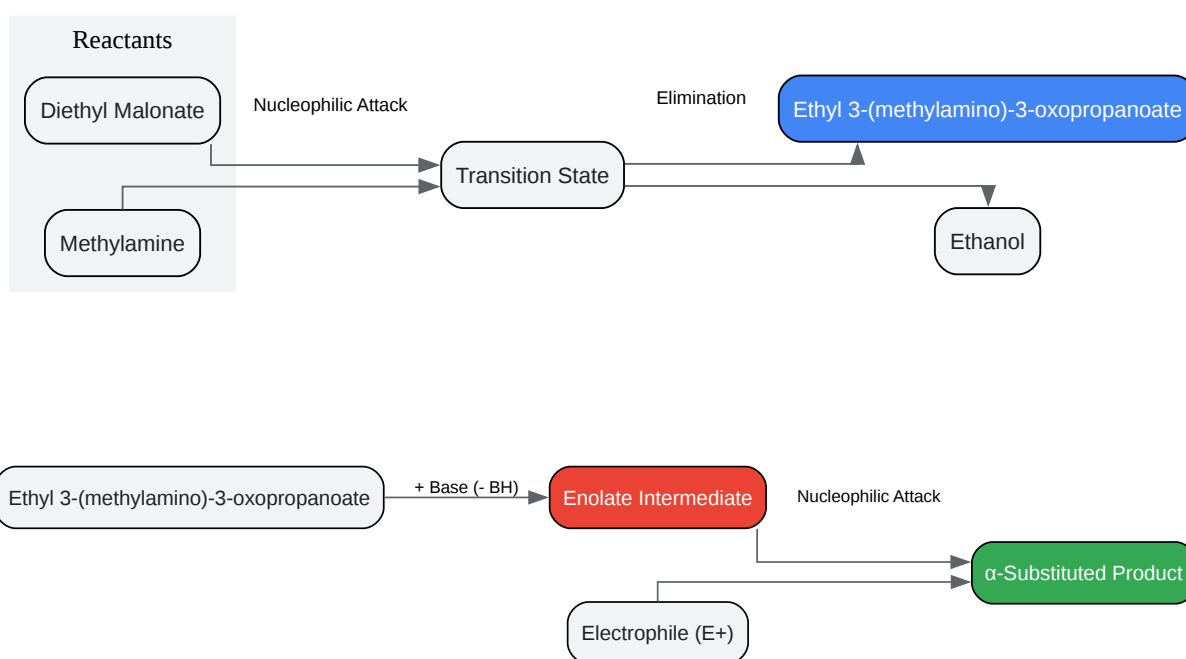 Reactants
Diethyl Malonate
Nucleophilic Attack
Elimination
Ethyl 3-(methylamino)-3-oxopropanoate
Transition State
Methylamine
Ethanol
Ethyl 3-(methylamino)-3-oxopropanoate
+ Base (- BH)
Enolate Intermediate
Nucleophilic Attack
α-Substituted Product
Electrophile (E+)